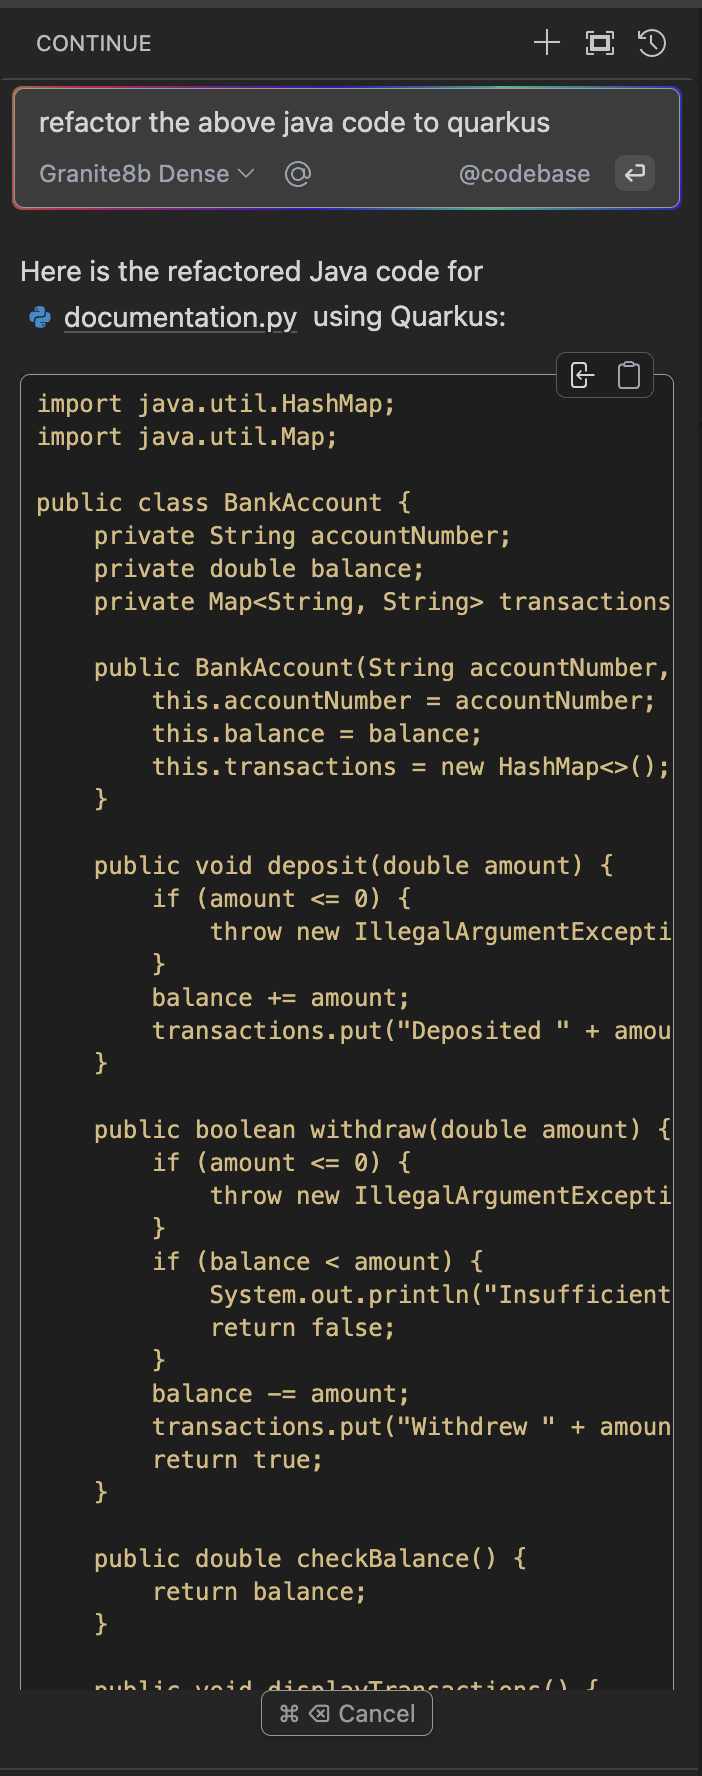 CONTINUE
refactor the above java code to quarkus
Granite8b Dense @codebase
Here is the refactored Java code for
documentation.py using Quarkus:
import java.util.HashMap;
import java.util.Map;
public class BankAccount {
    private String accountNumber;
    private double balance;
    private Map<String, String> transactions
    public BankAccount(String accountNumber,
        this.accountNumber = accountNumber;
        this.balance = balance;
        this.transactions = new HashMap<>();
    }
    public void deposit(double amount) {
        if (amount <= 0) {
            throw new IllegalArgumentExcepti
        }
        balance += amount;
        transactions.put("Deposited " + amou
    }
    public boolean withdraw(double amount) {
        if (amount <= 0) {
            throw new IllegalArgumentExcepti
        }
        if (balance < amount) {
            System.out.println("Insufficient
            return false;
        }
        balance -= amount;
        transactions.put("Withdrew " + amoun
        return true;
    }
    public double checkBalance() {
        return balance;
    }
    public void displayTransactions() {
⌘ ⌫ Cancel